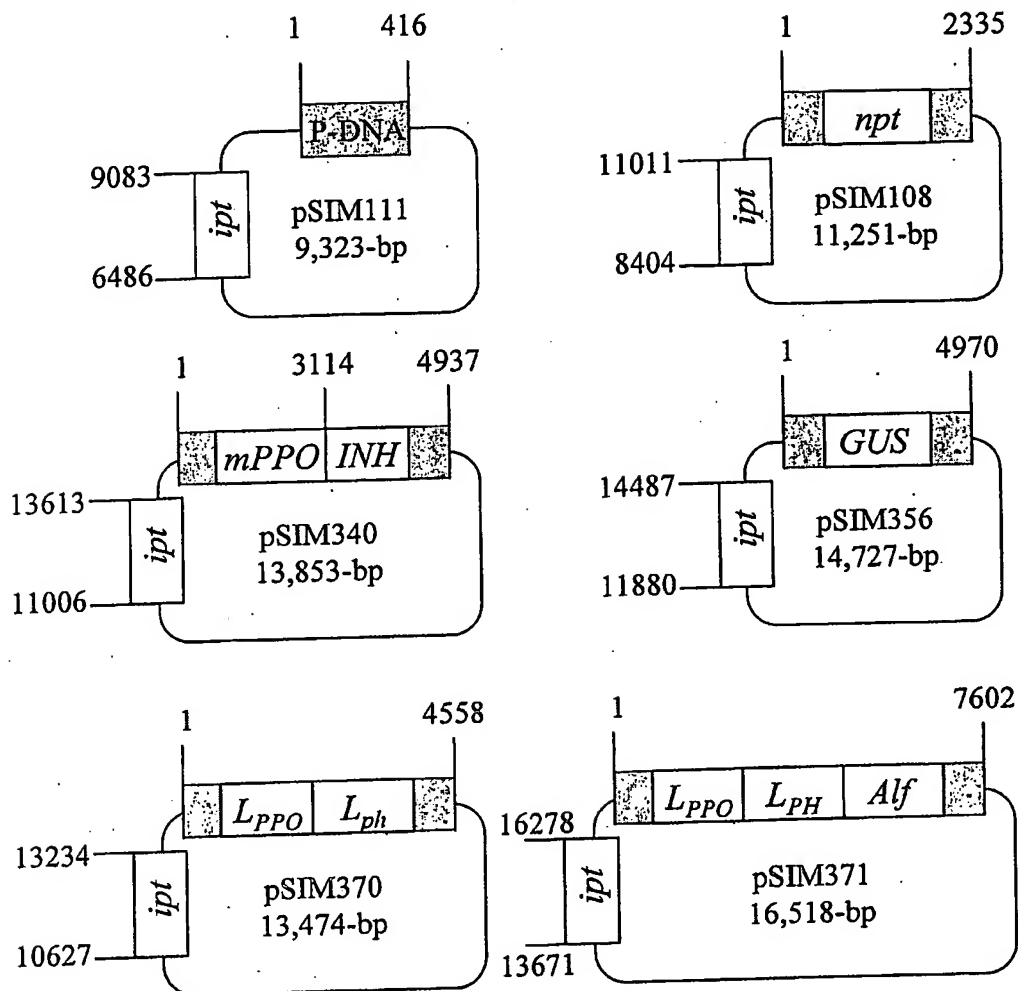 1 416
P-DNA
9083
ipt
6486
pSIM111
9,323-bp
1 2335
npt
11011
ipt
8404
pSIM108
11,251-bp
1 3114 4937
mPPO INH
13613
ipt
11006
pSIM340
13,853-bp
1 4970
GUS
14487
ipt
11880
pSIM356
14,727-bp
1 4558
LPPO Lph
13234
ipt
10627
pSIM370
13,474-bp
1 7602
LPPO LPH Alf
16278
ipt
13671
pSIM371
16,518-bp